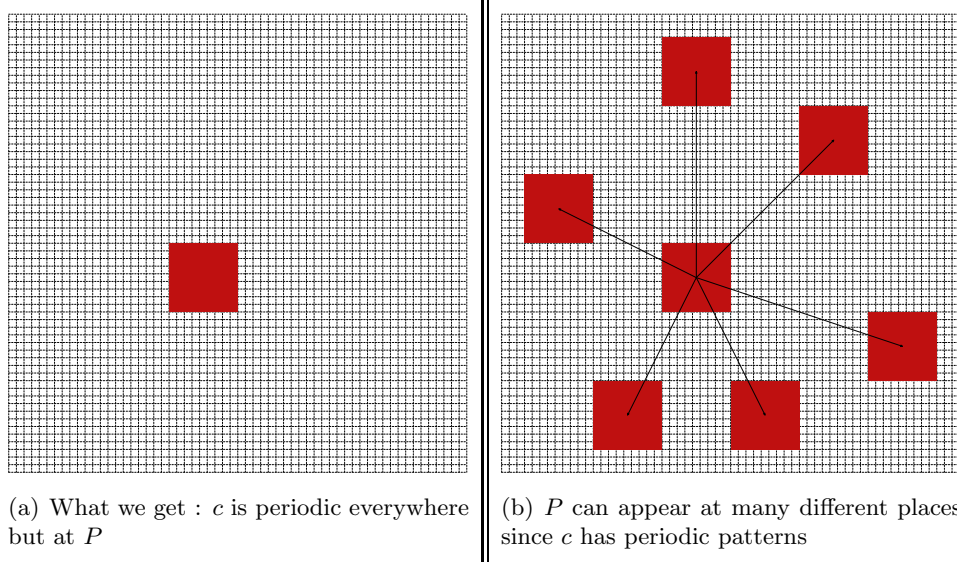 (a) What we get : c is periodic everywhere
but at P
(b) P can appear at many different places
since c has periodic patterns